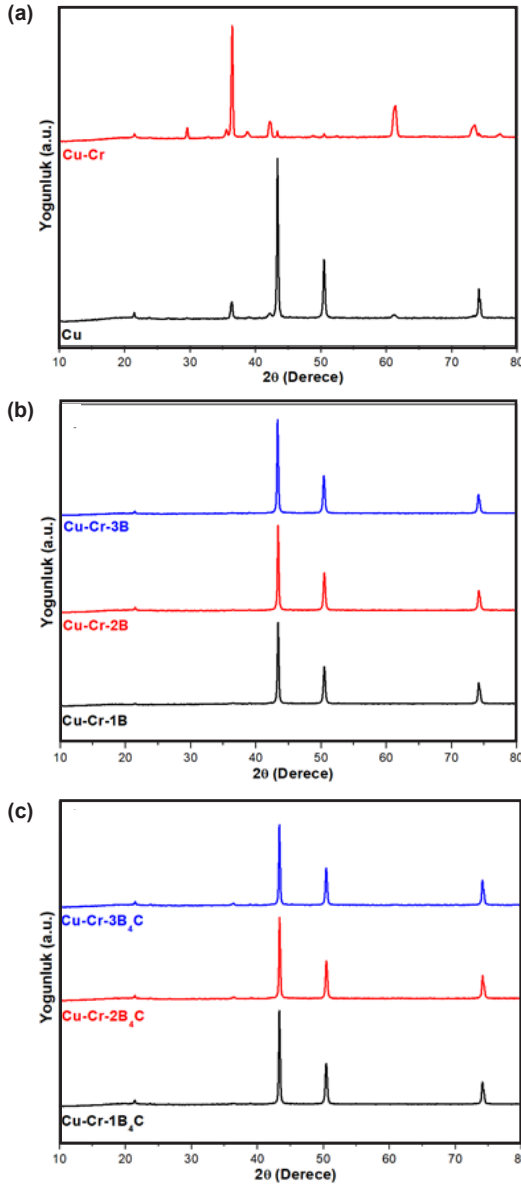 (a)
Yogunluk (a.u.)
Cu-Cr
Cu
10 20 30 40 50 60 70 80
2θ (Derece)
(b)
Yogunluk (a.u.)
Cu-Cr-3B
Cu-Cr-2B
Cu-Cr-1B
10 20 30 40 50 60 70 80
2θ (Derece)
(c)
Yogunluk (a.u.)
Cu-Cr-3B₄C
Cu-Cr-2B₄C
Cu-Cr-1B₄C
10 20 30 40 50 60 70 80
2θ (Derece)